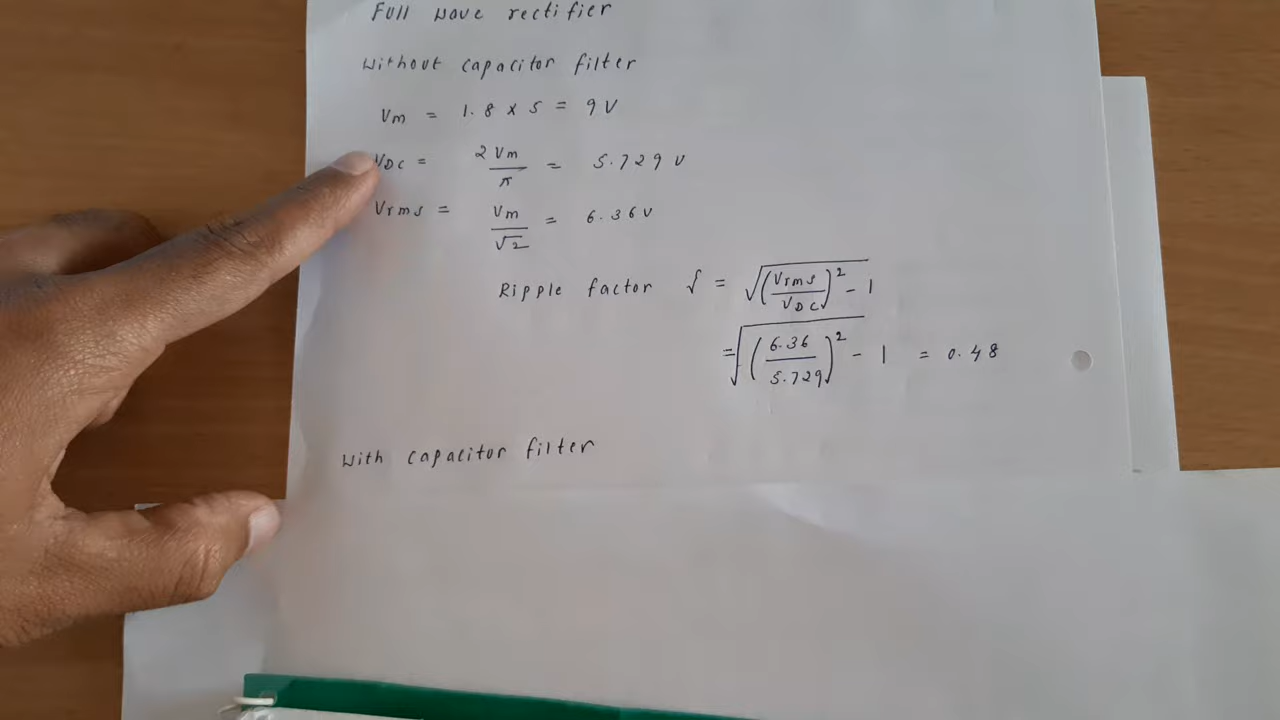 Full wave rectifier
Without capacitor filter
Vm = 1.8 × 5 = 9V
VDC = 2Vm/π = 5.729 V
Vrms = Vm/√2 = 6.36V
Ripple factor √ = √((Vrms/VDC)² - 1)
= √((6.36/5.729)² - 1) = 0.48
With capacitor filter